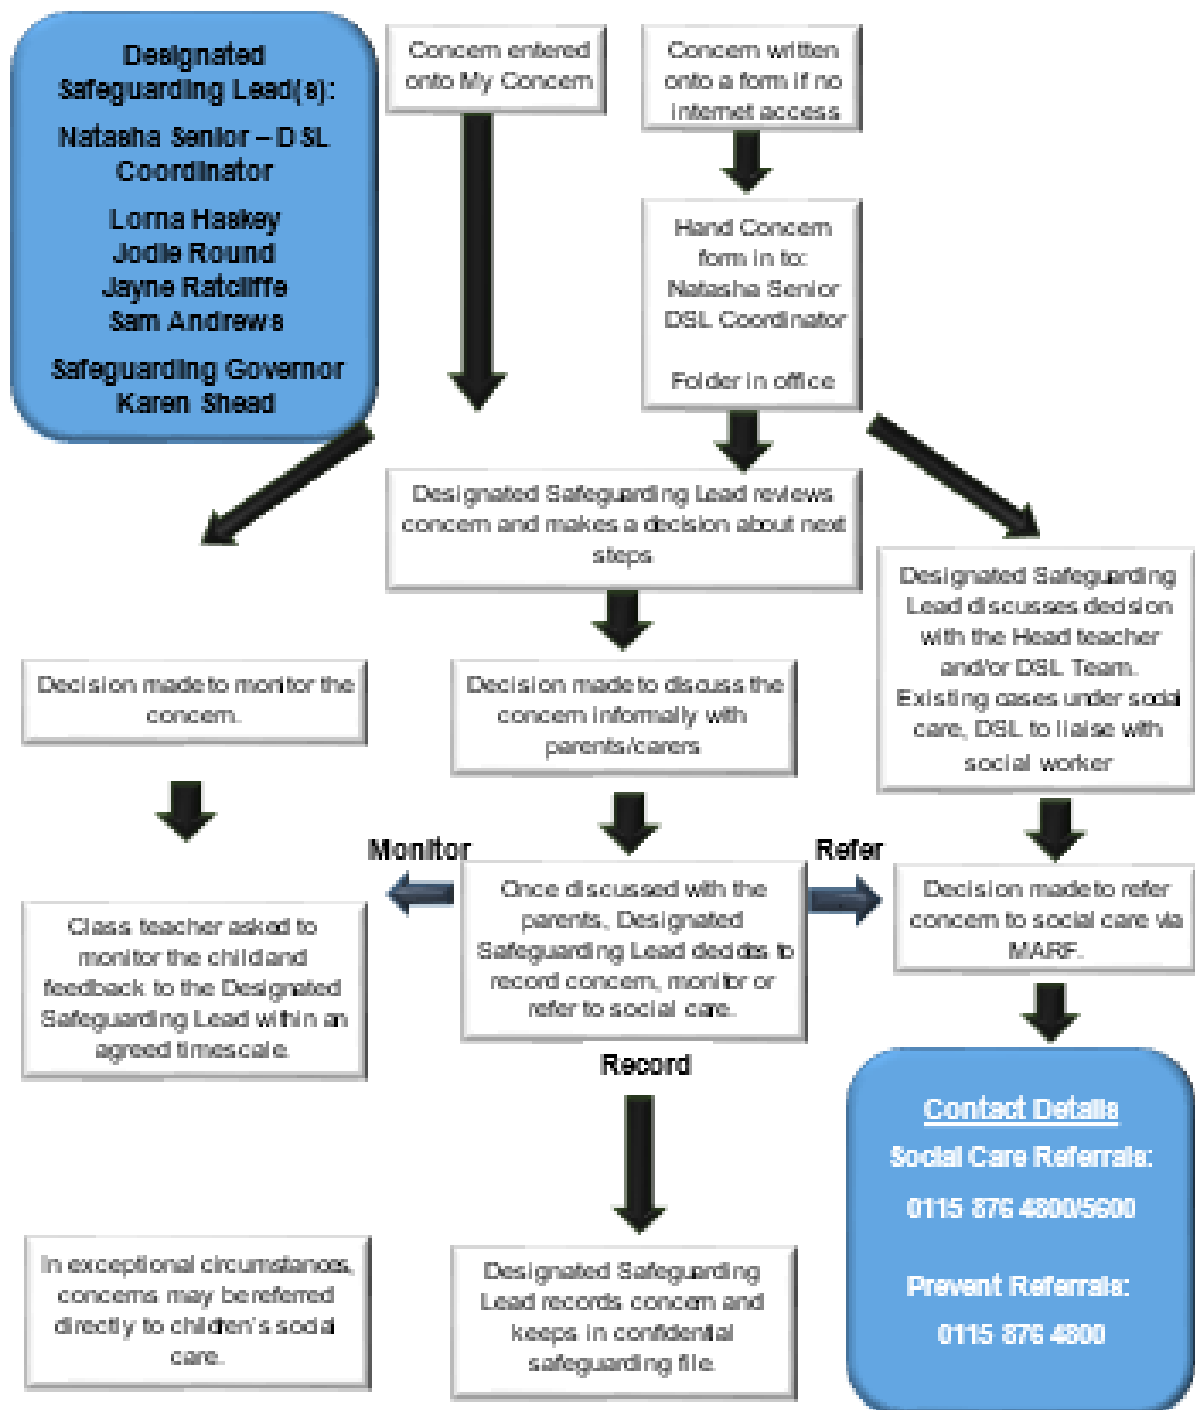 Designated
Safeguarding Lead(s):
Natasha Senior – DSL
Coordinator
Lorna Haskey
Jodie Round
Jayne Ratcliffe
Sam Andrews
Safeguarding Governor
Karen Shead
Concern entered
onto My Concern
Concern written
onto a form if no
internet access
Hand Concern
form in to:
Natasha Senior
DSL Coordinator
Folder in office
Designated Safeguarding Lead reviews
concern and makes a decision about next
steps
Decision made to monitor the
concern.
Decision made to discuss the
concern informally with
parents/carers
Designated Safeguarding
Lead discusses decision
with the Head teacher
and/or DSL Team.
Existing cases under social
care, DSL to liaise with
social worker
Monitor
Refer
Class teacher asked to
monitor the child and
feedback to the Designated
Safeguarding Lead within an
agreed timescale.
Once discussed with the
parents, Designated
Safeguarding Lead decides to
record concern, monitor or
refer to social care.
Decision made to refer
concern to social care via
MARF.
Record
Contact Details
Social Care Referrals:
0115 876 4800/5600
Prevent Referrals:
0115 876 4800
In exceptional circumstances,
concerns may be referred
directly to children's social
care.
Designated Safeguarding
Lead records concern and
keeps in confidential
safeguarding file.